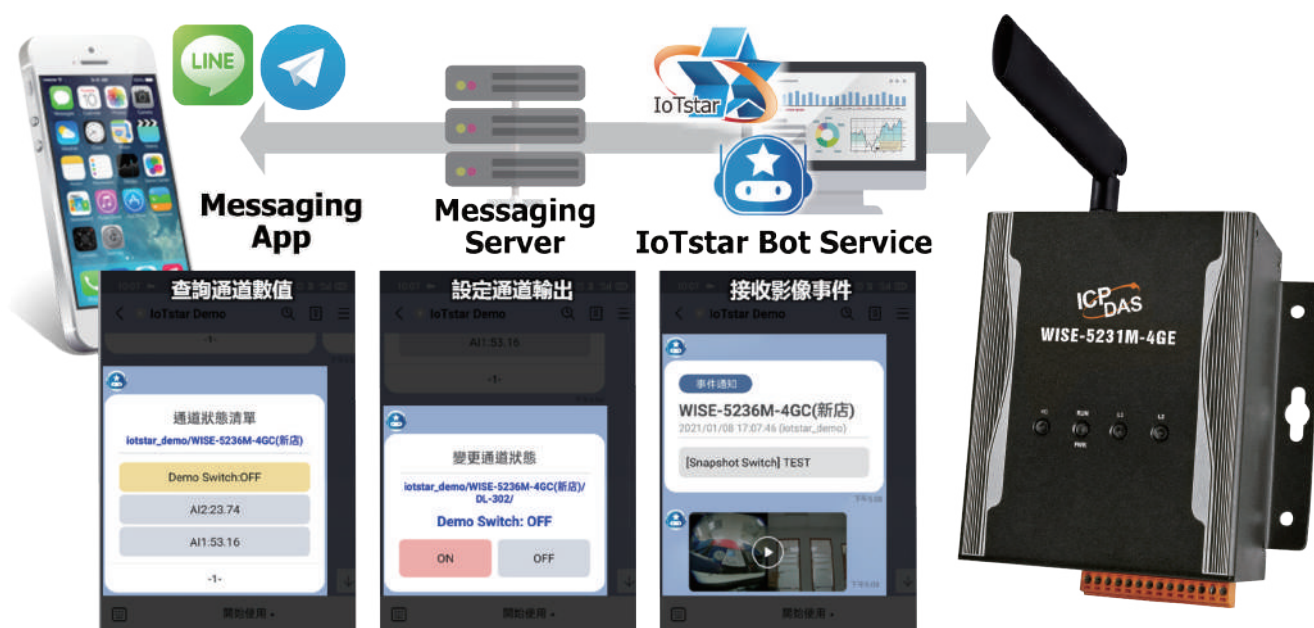 LINE
IoTstar
Messaging
App
Messaging
Server
IoTstar Bot Service
查詢通道數值
IoTstar Demo
-1-
通道狀態清單
iotstar_demo/WISE-5236M-4GC(新店)
Demo Switch:OFF
AI2:23.74
AI1:53.16
-1-
開始使用
設定通道輸出
IoTstar Demo
AI1:53.16
-1-
變更通道狀態
iotstar_demo/WISE-5236M-4GC(新店)/
DL-302/
Demo Switch: OFF
ON
OFF
開始使用
接收影像事件
IoTstar Demo
事件通知
WISE-5236M-4GC(新店)
2021/01/08 17:07.46 (iotstar_demo)
[Snapshot Switch] TEST
開始使用
ICP
DAS
WISE-5231M-4GE
RUN
L1
L2
PWR